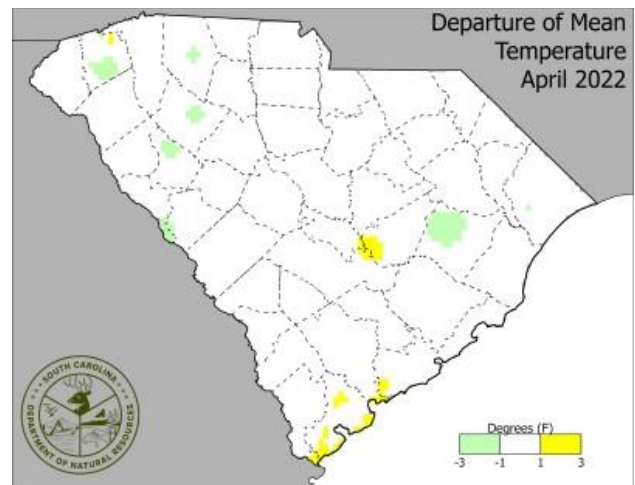 Departure of Mean
Temperature
April 2022
SOUTH CAROLINA
DEPARTMENT OF NATURAL RESOURCES
Degrees (F)
-3 -1 1 3